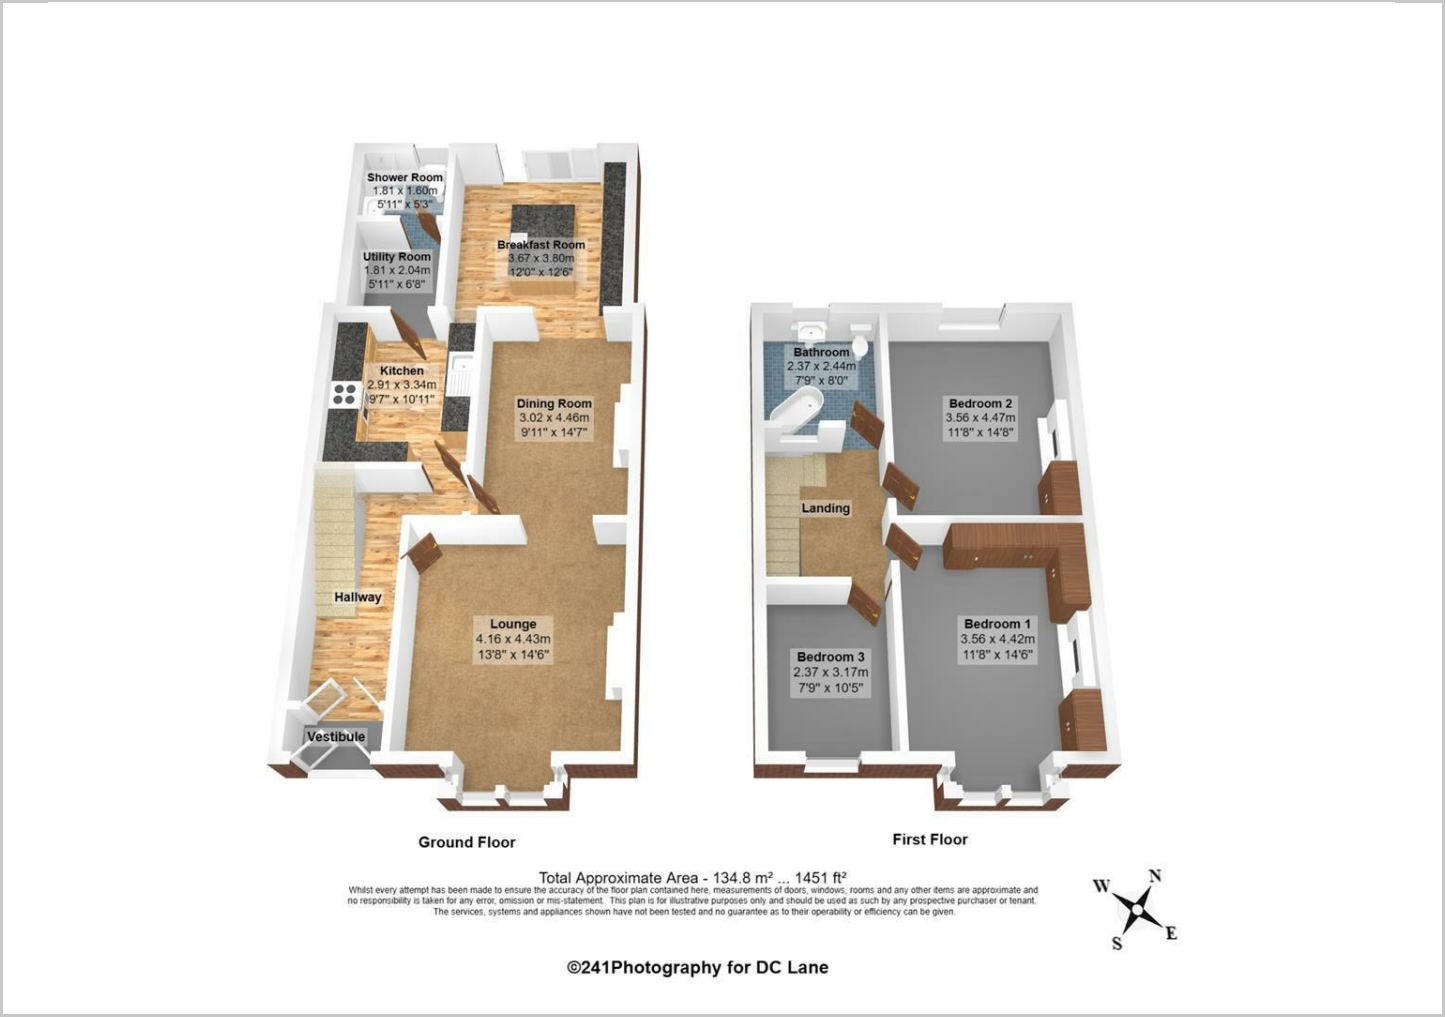 Shower Room
1.81 x 1.60m
5'11" x 5'3"
Utility Room
1.81 x 2.04m
5'11" x 6'8"
Breakfast Room
3.67 x 3.80m
12'0" x 12'6"
Kitchen
2.91 x 3.34m
9'7" x 10'11"
Dining Room
3.02 x 4.46m
9'11" x 14'7"
Hallway
Lounge
4.16 x 4.43m
13'8" x 14'6"
Vestibule
Ground Floor
Bathroom
2.37 x 2.44m
7'9" x 8'0"
Bedroom 2
3.56 x 4.47m
11'8" x 14'8"
Landing
Bedroom 1
3.56 x 4.42m
11'8" x 14'6"
Bedroom 3
2.37 x 3.17m
7'9" x 10'5"
First Floor
Total Approximate Area - 134.8 m² ... 1451 ft²
Whilst every attempt has been made to ensure the accuracy of the floor plan contained here, measurements of doors, windows, rooms and any other items are approximate and
no responsibility is taken for any error, omission or mis-statement. This plan is for illustrative purposes only and should be used as such by any prospective purchaser or tenant.
The services, systems and appliances shown have not been tested and no guarantee as to their operability or efficiency can be given.
N
W
E
S
©241Photography for DC Lane